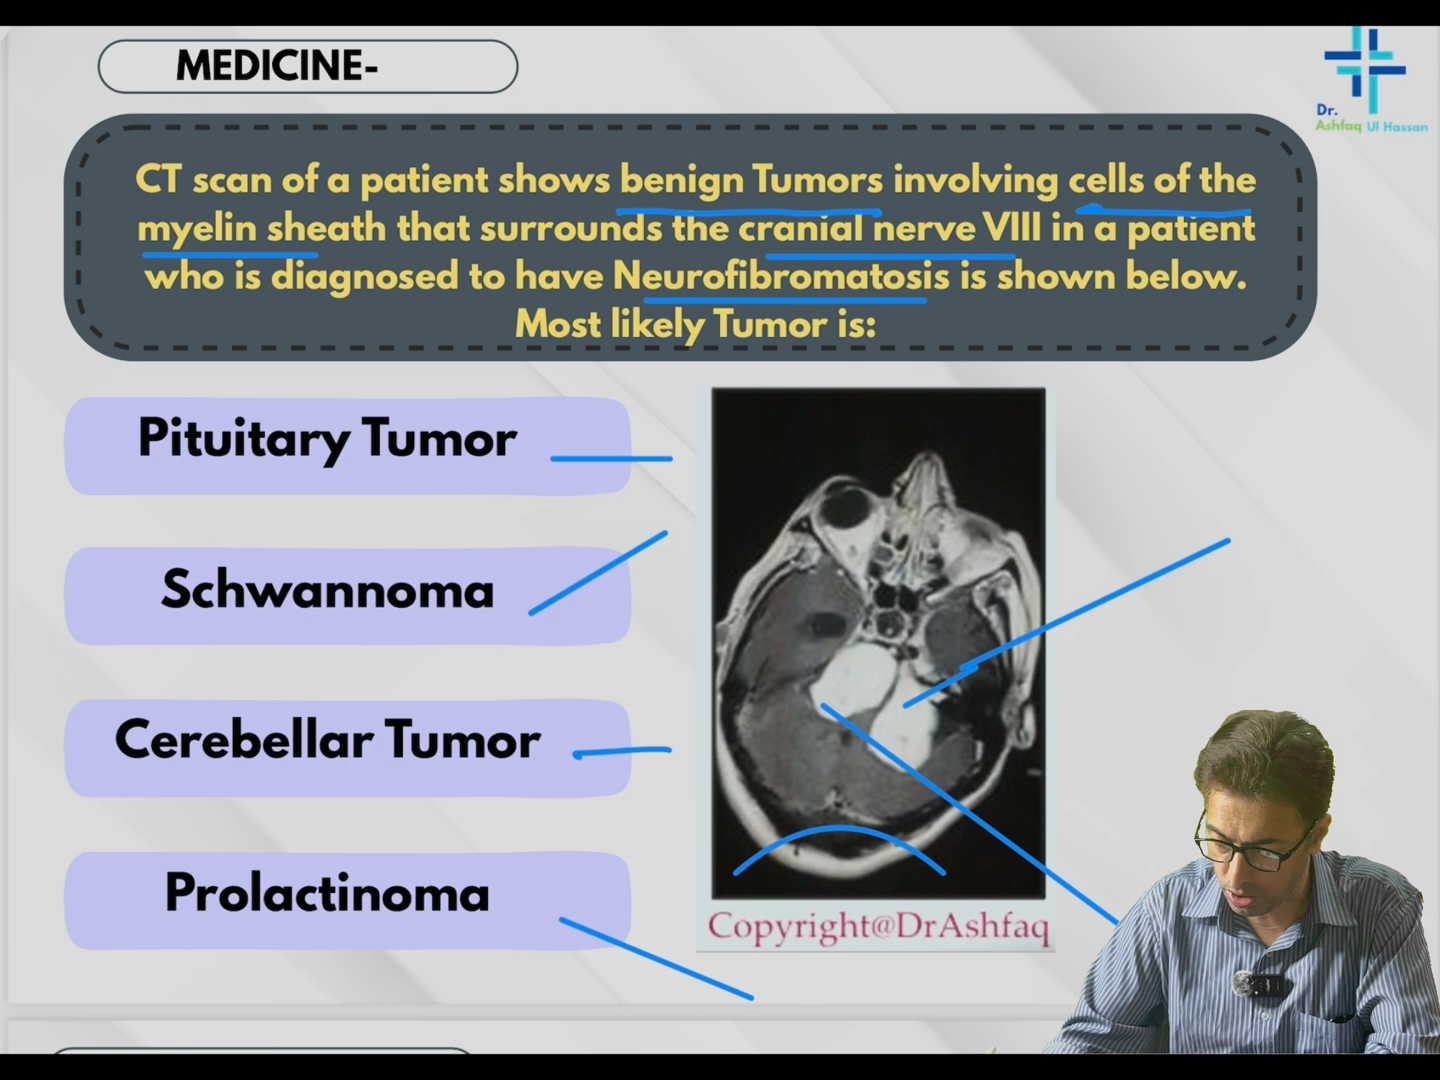 MEDICINE-
Dr.
Ashfaq Ul Hassan
CT scan of a patient shows benign Tumors involving cells of the
myelin sheath that surrounds the cranial nerve VIII in a patient
who is diagnosed to have Neurofibromatosis is shown below.
Most likely Tumor is:
Pituitary Tumor
Schwannoma
Cerebellar Tumor
Prolactinoma
Copyright@DrAshfaq